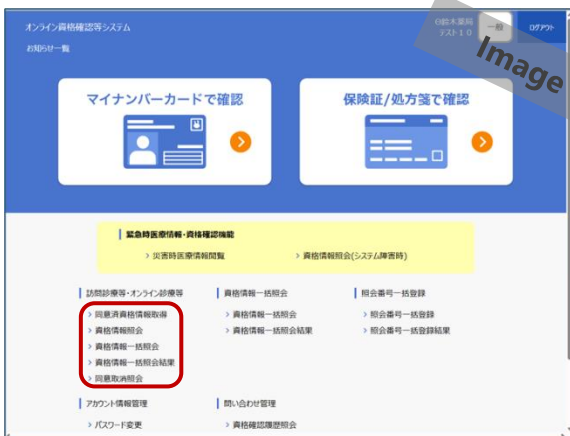 オンライン資格確認等システム
お知らせ一覧
テスト10
一般
ログアウト
Image
マイナンバーカードで確認
保険証/処方箋で確認
緊急時医療情報・資格確認機能
> 災害時医療情報閲覧
> 資格情報照会(システム障害時)
訪問診療等・オンライン診療等
> 同意済資格情報取得
> 資格情報照会
> 資格情報一括照会
> 資格情報一括照会結果
> 同意取消照会
資格情報一括照会
> 資格情報一括照会
> 資格情報一括照会結果
照会番号一括登録
> 照会番号一括登録
> 照会番号一括登録結果
アカウント情報管理
> パスワード変更
問い合わせ管理
> 資格確認履歴照会